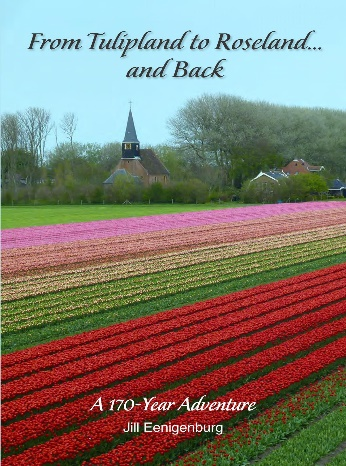 From Tulipland to Roseland...
and Back
A 170-Year Adventure
Jill Eenigenburg